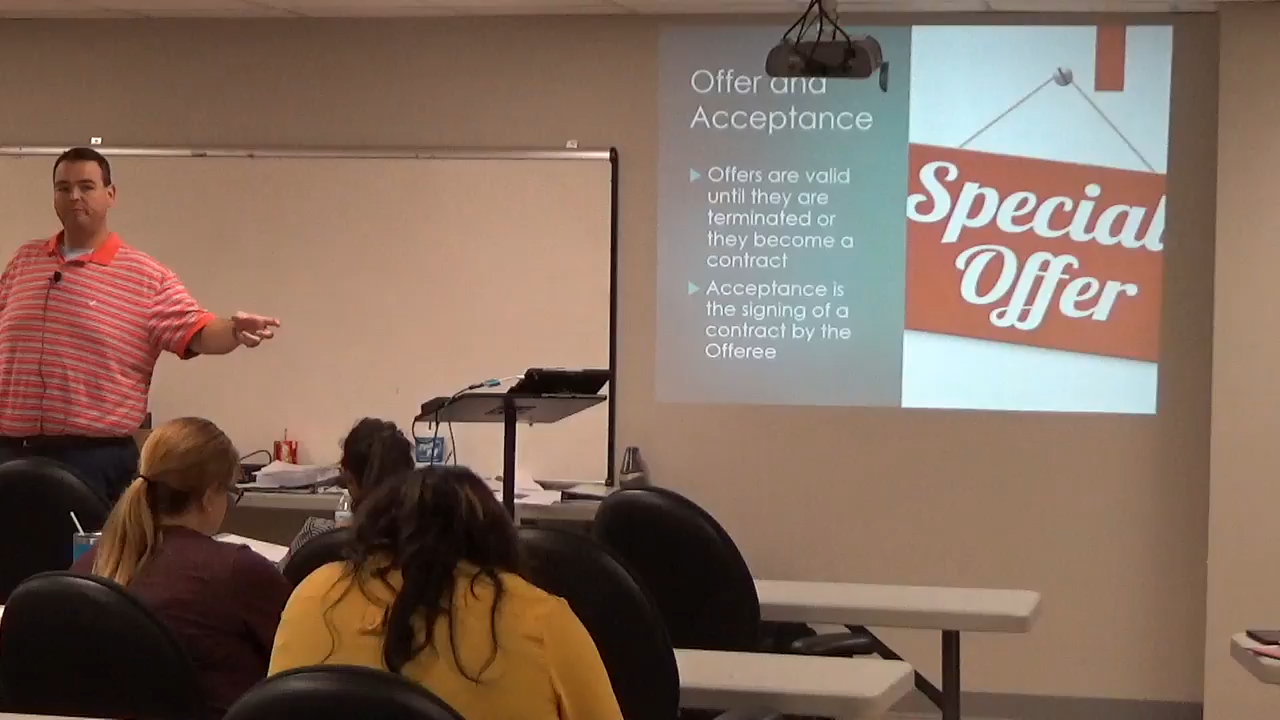 Offer and
Acceptance
Offers are valid
until they are
terminated or
they become a
contract
Acceptance is
the signing of a
contract by the
Offeree
Special
Offer